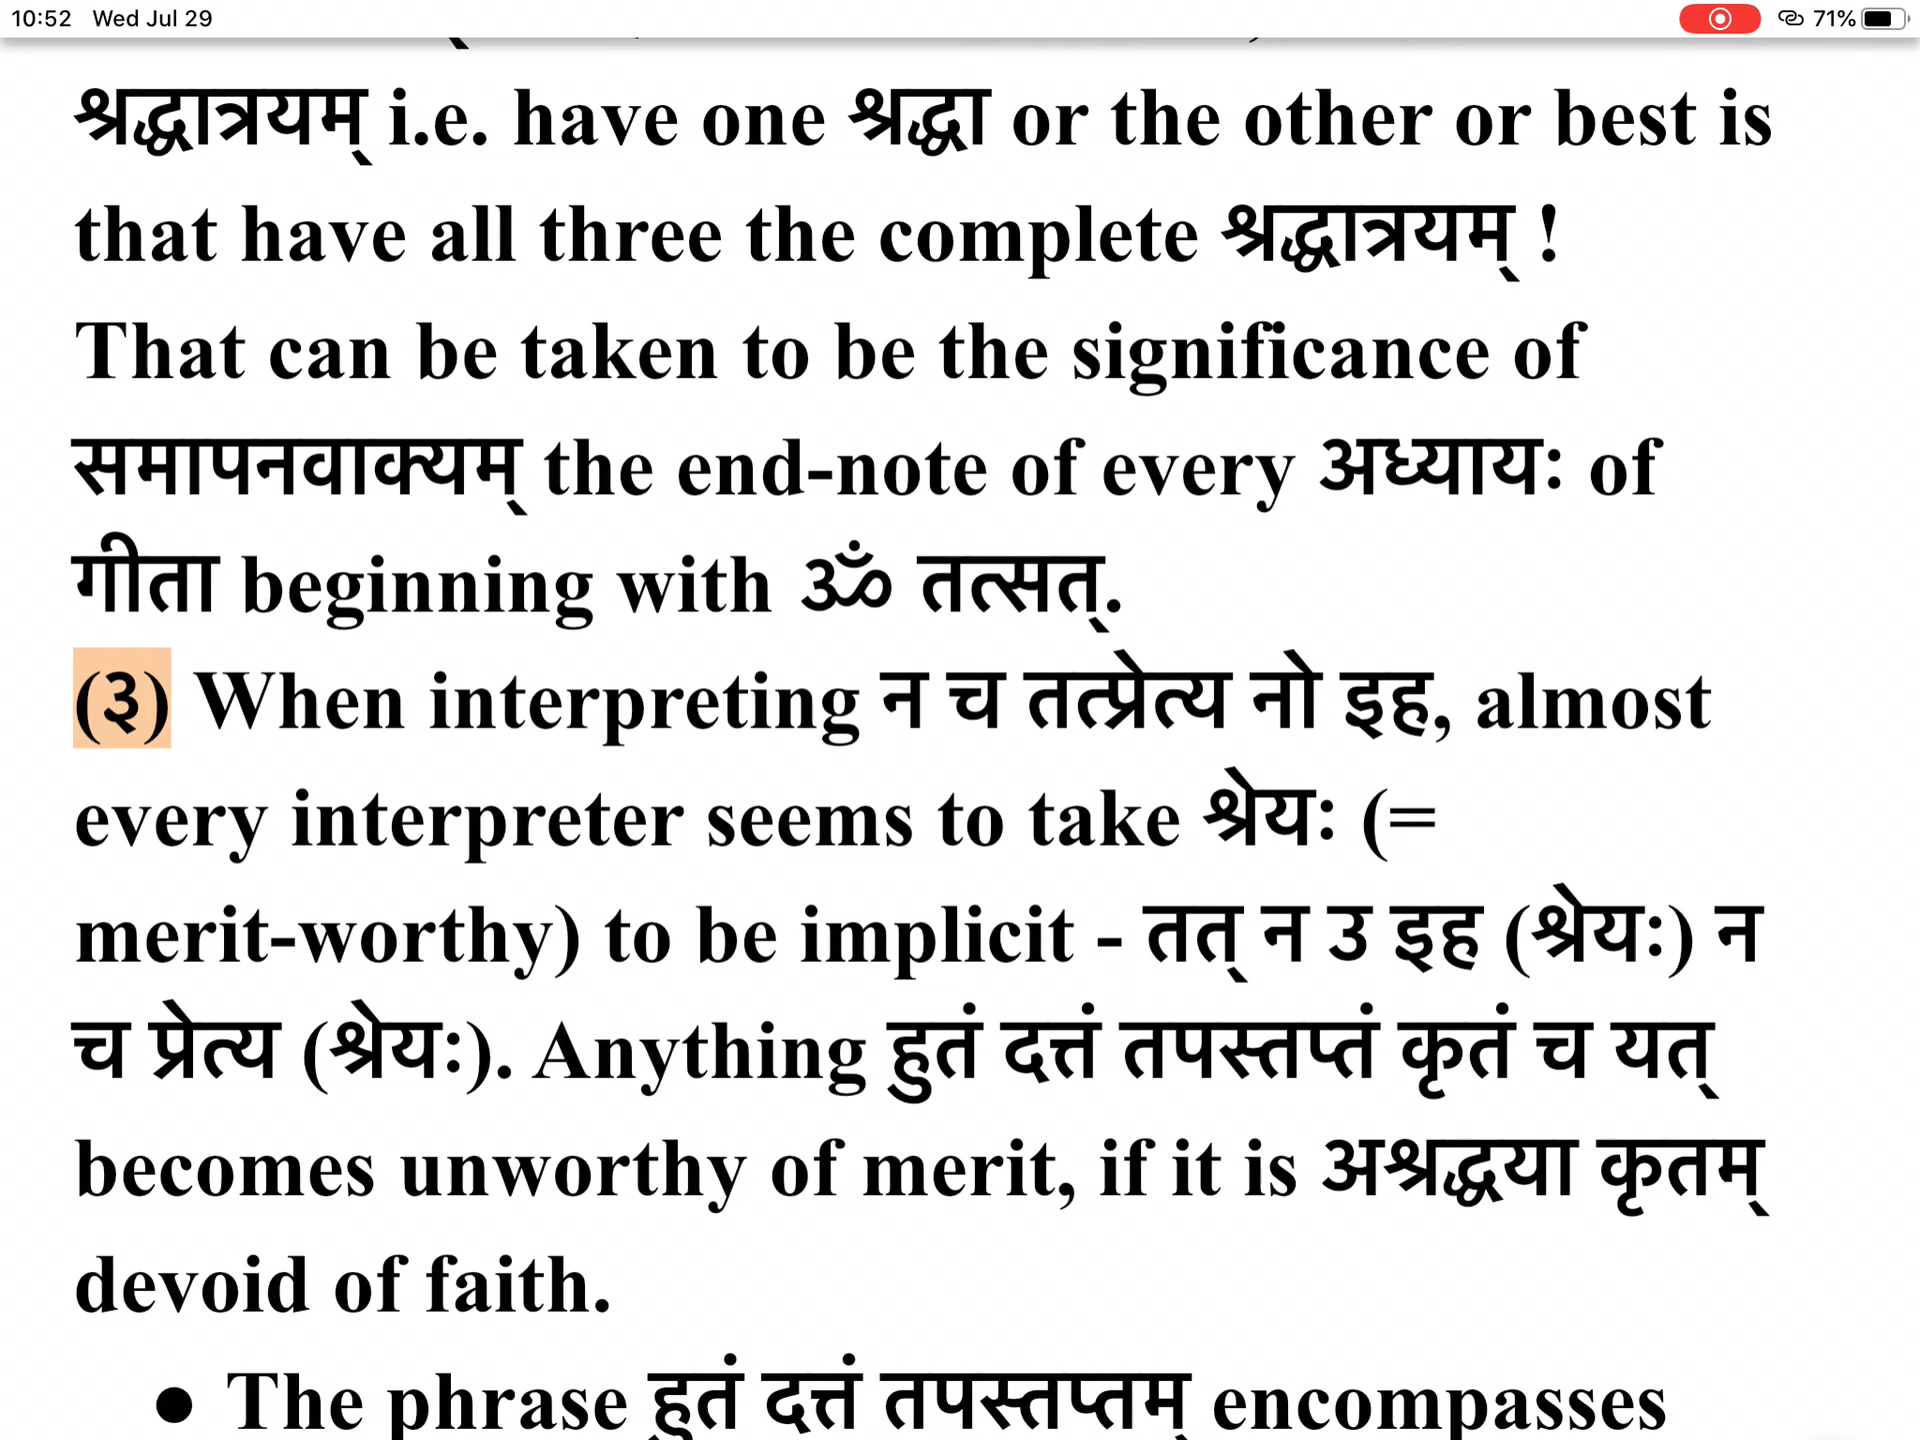 10:52 Wed Jul 29 71%
श्रद्धात्रयम् i.e. have one श्रद्धा or the other or best is
that have all three the complete श्रद्धात्रयम् !
That can be taken to be the significance of
समापनवाक्यम् the end-note of every अध्यायः of
गीता beginning with ॐ तत्सत्.
(३) When interpreting न च तत्प्रेत्य नो इह, almost
every interpreter seems to take श्रेयः (=
merit-worthy) to be implicit - तत् न उ इह (श्रेयः) न
च प्रेत्य (श्रेयः). Anything हुतं दत्तं तपस्तप्तं कृतं च यत्
becomes unworthy of merit, if it is अश्रद्धया कृतम्
devoid of faith.
● The phrase हुतं दत्तं तपस्तप्तम् encompasses